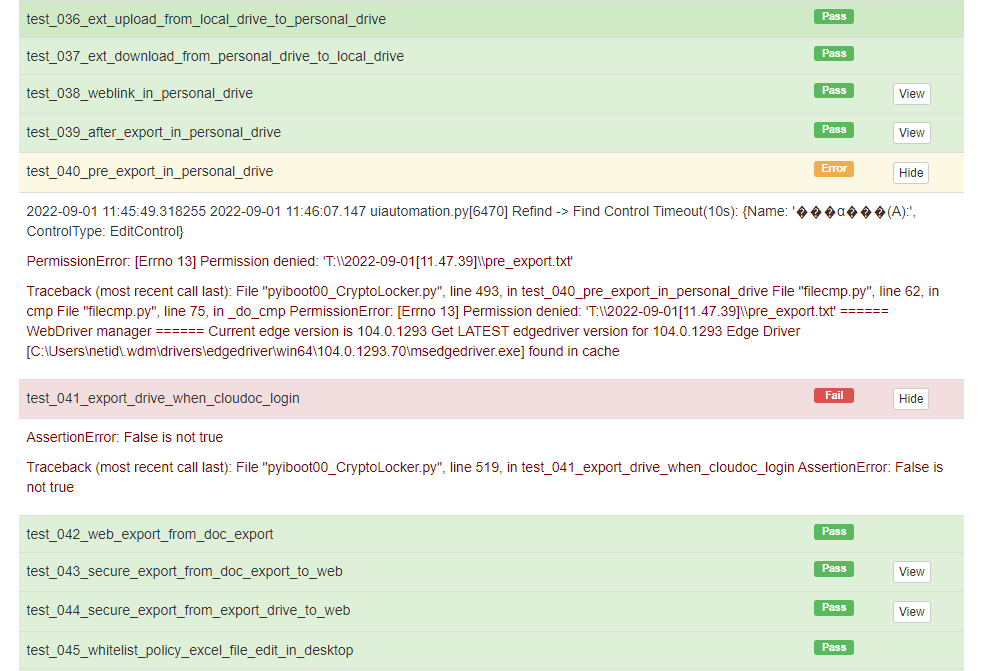 test_036_ext_upload_from_local_drive_to_personal_drive Pass
test_037_ext_download_from_personal_drive_to_local_drive Pass
test_038_weblink_in_personal_drive Pass View
test_039_after_export_in_personal_drive Pass View
test_040_pre_export_in_personal_drive Error Hide
2022-09-01 11:45:49.318255 2022-09-01 11:46:07.147 uiautomation.py[6470] Refind -> Find Control Timeout(10s): {Name: '���α���(A):',
ControlType: EditControl}
PermissionError: [Errno 13] Permission denied: 'T:\\2022-09-01[11.47.39]\\pre_export.txt'
Traceback (most recent call last): File "pyiboot00_CryptoLocker.py", line 493, in test_040_pre_export_in_personal_drive File "filecmp.py", line 62, in
cmp File "filecmp.py", line 75, in _do_cmp PermissionError: [Errno 13] Permission denied: 'T:\\2022-09-01[11.47.39]\\pre_export.txt' ======
WebDriver manager ====== Current edge version is 104.0.1293 Get LATEST edgedriver version for 104.0.1293 Edge Driver
[C:\Users\netid\.wdm\drivers\edgedriver\win64\104.0.1293.70\msedgedriver.exe] found in cache
test_041_export_drive_when_cloudoc_login Fail Hide
AssertionError: False is not true
Traceback (most recent call last): File "pyiboot00_CryptoLocker.py", line 519, in test_041_export_drive_when_cloudoc_login AssertionError: False is
not true
test_042_web_export_from_doc_export Pass
test_043_secure_export_from_doc_export_to_web Pass View
test_044_secure_export_from_export_drive_to_web Pass View
test_045_whitelist_policy_excel_file_edit_in_desktop Pass